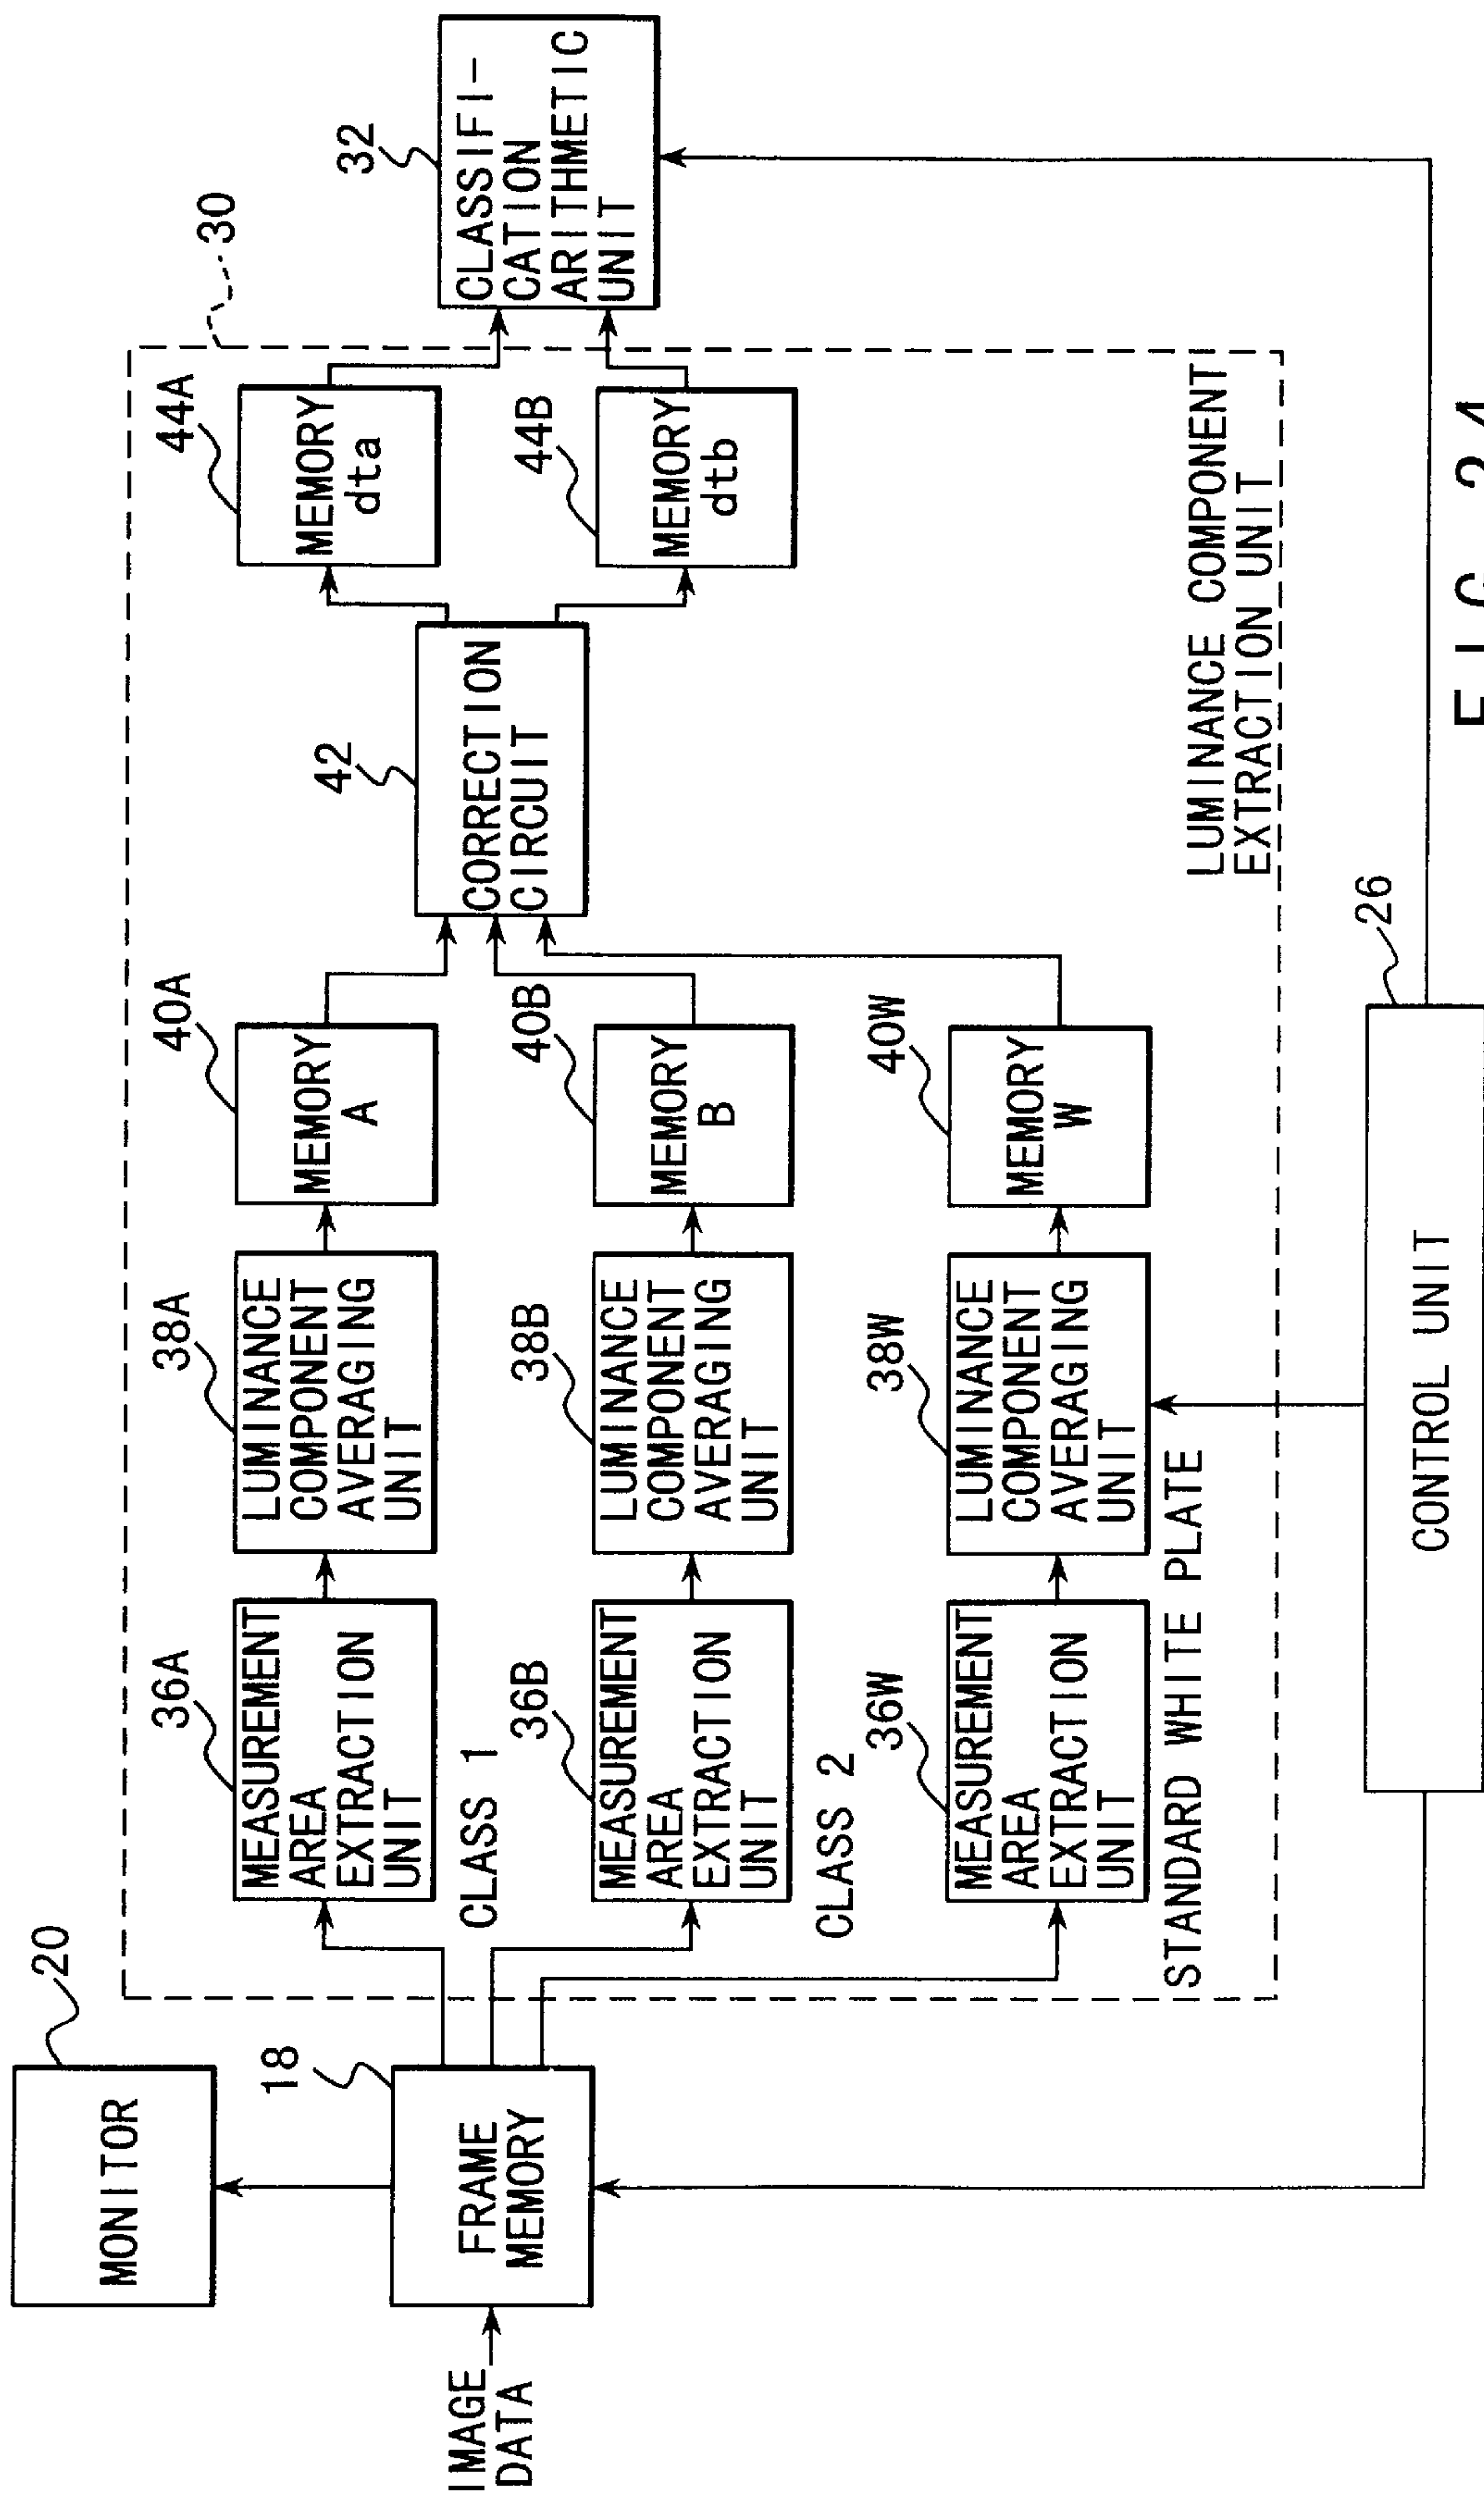 MONITOR
20
IMAGE
DATA
FRAME
MEMORY
18
36A
MEASUREMENT
AREA
EXTRACTION
UNIT
CLASS 1
38A
LUMINANCE
COMPONENT
AVERAGING
UNIT
40A
MEMORY
A
36B
MEASUREMENT
AREA
EXTRACTION
UNIT
CLASS 2
38B
LUMINANCE
COMPONENT
AVERAGING
UNIT
40B
MEMORY
B
36W
MEASUREMENT
AREA
EXTRACTION
UNIT
STANDARD WHITE PLATE
38W
LUMINANCE
COMPONENT
AVERAGING
UNIT
40W
MEMORY
W
42
CORRECTION
CIRCUIT
44A
MEMORY
dta
44B
MEMORY
dtb
30
LUMINANCE COMPONENT
EXTRACTION UNIT
32
CLASSIFI-
CATION
ARITHMETIC
UNIT
26
CONTROL UNIT